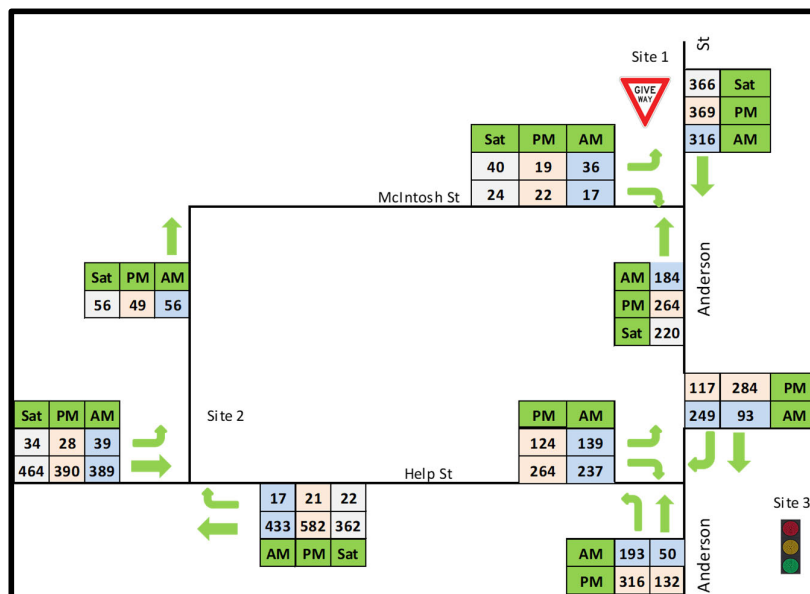 St
Site 1
GIVE
WAY
366 Sat
369 PM
316 AM
Sat PM AM
40 19 36
24 22 17
McIntosh St
Sat PM AM
56 49 56
AM 184
PM 264
Sat 220
Anderson
117 284 PM
249 93 AM
Sat PM AM
34 28 39
464 390 389
Site 2
PM AM
124 139
264 237
Help St
17 21 22
433 582 362
AM PM Sat
Site 3
AM 193 50
PM 316 132
Anderson